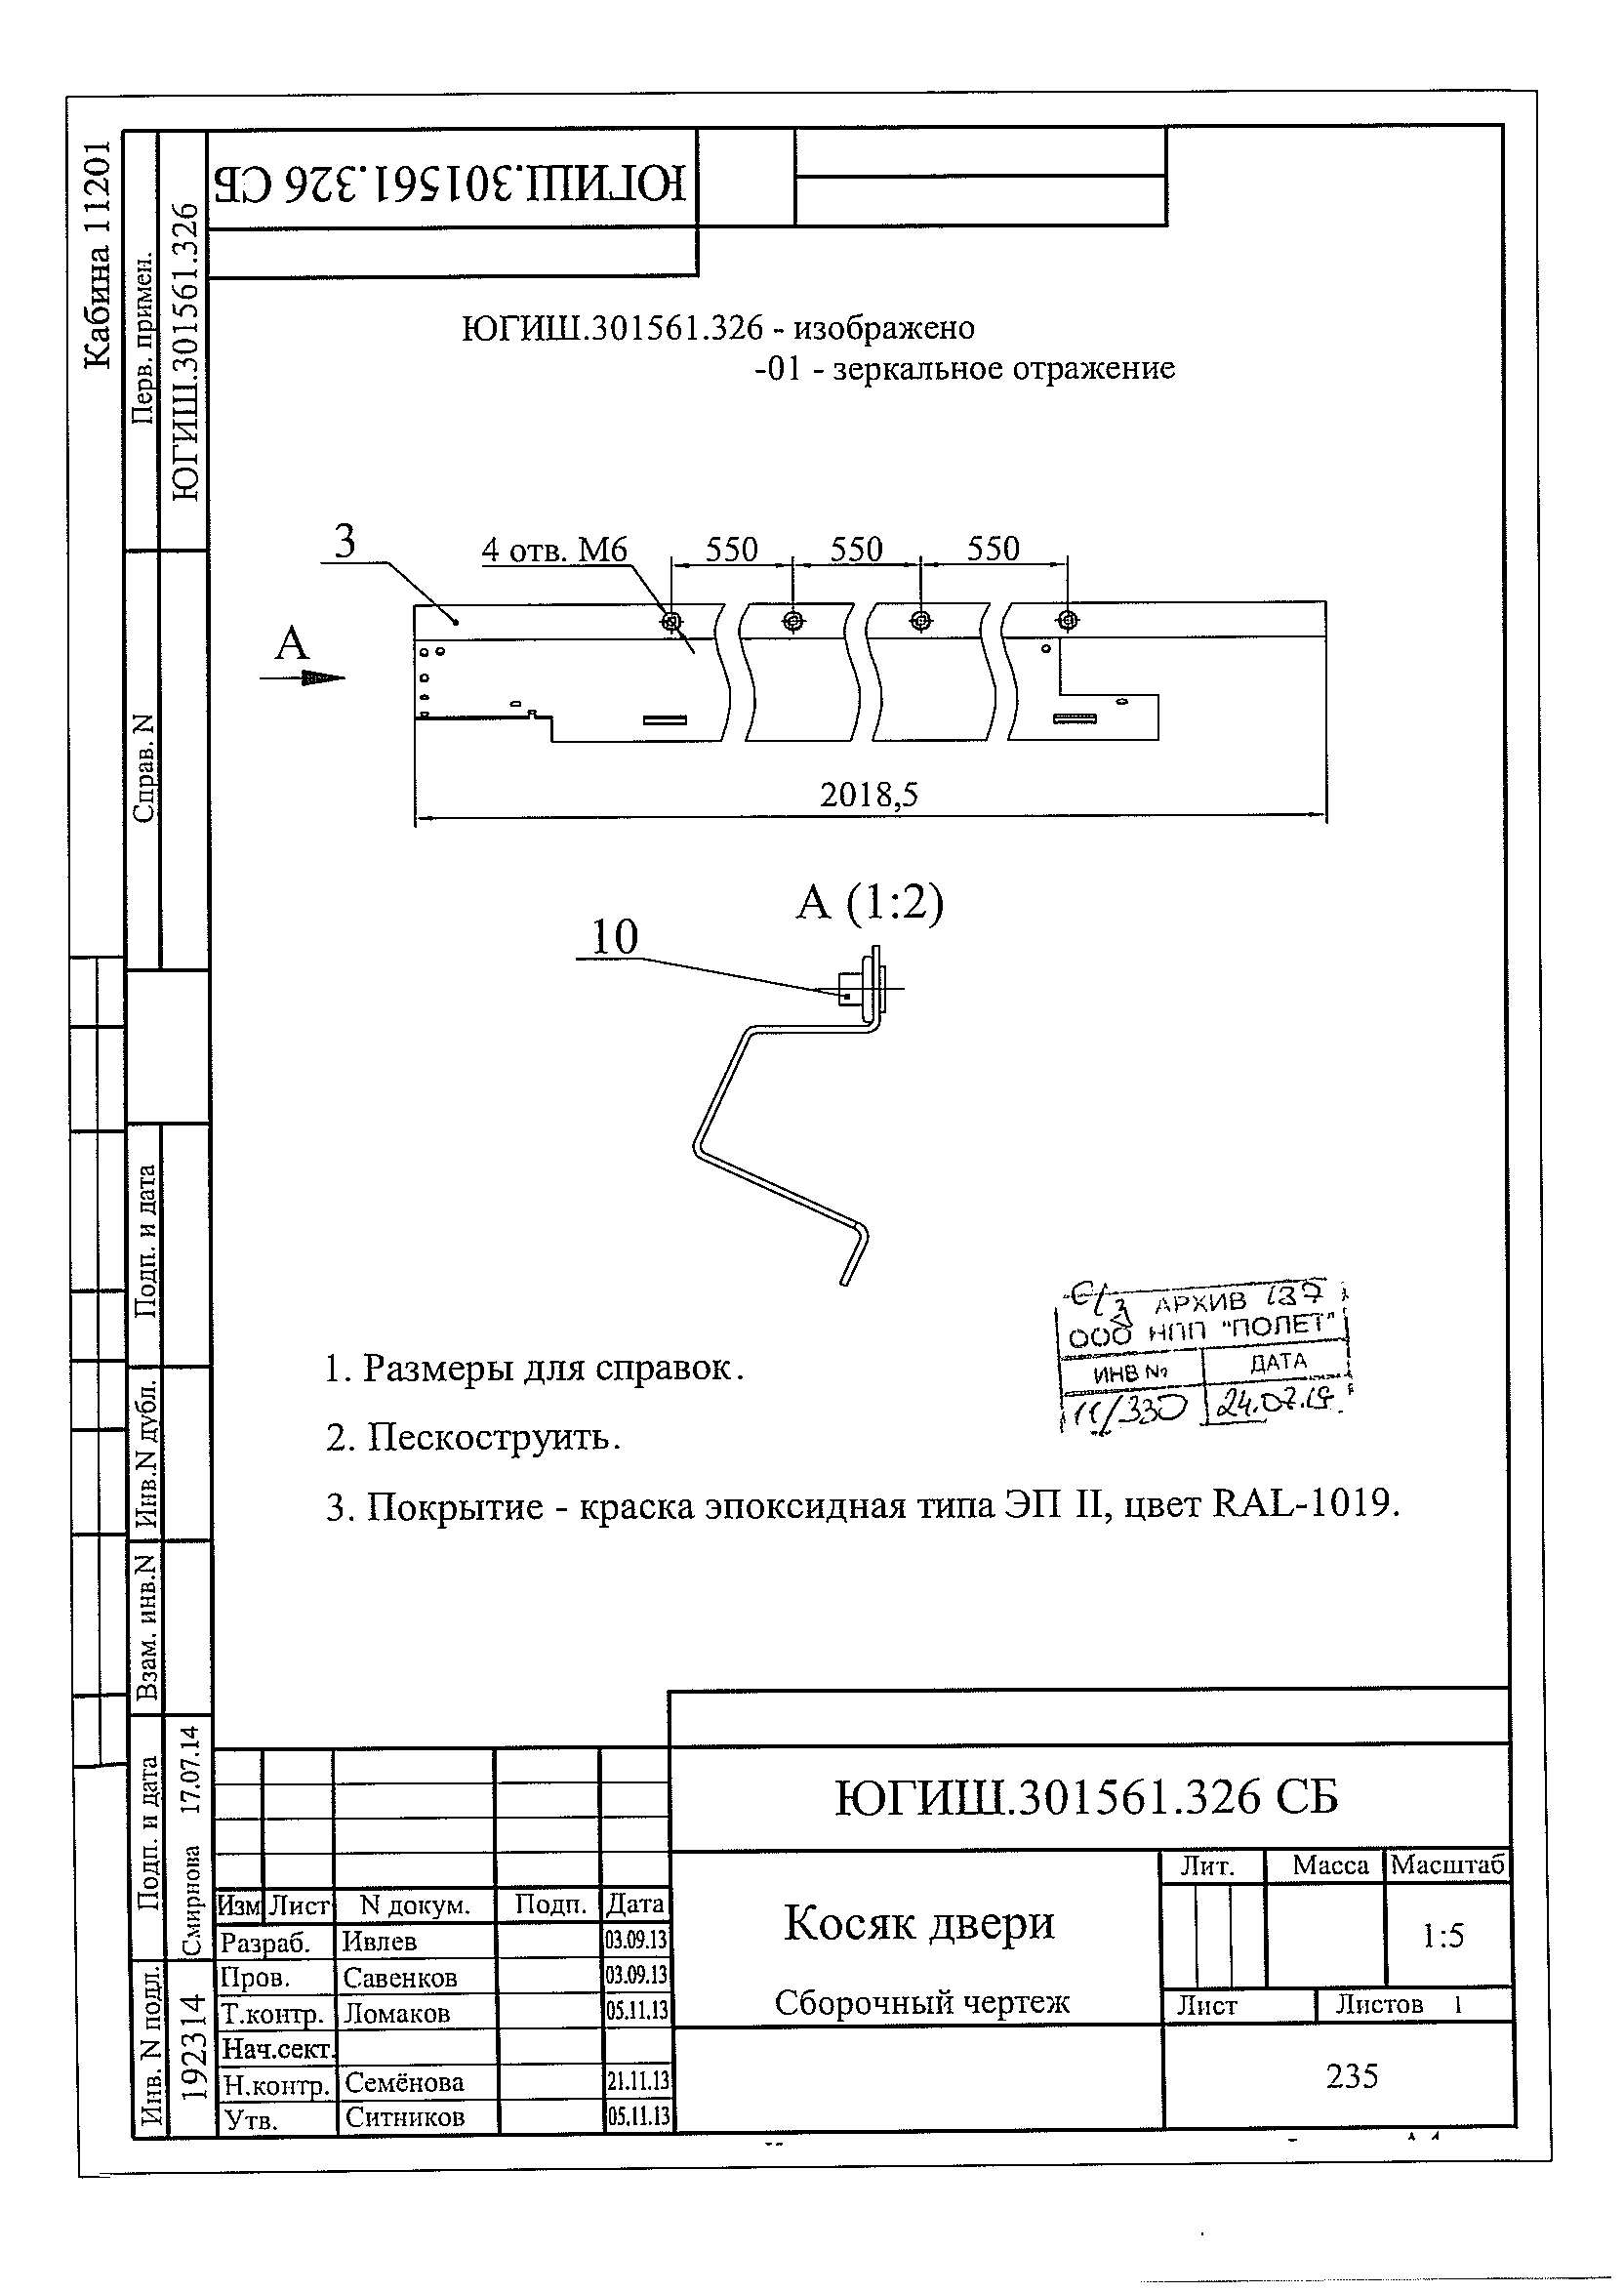 Кабина 11201
Перв. примен.
ЮГИШ.301561.326
ЮГИШ.301561.326 СБ
ЮГИШ.301561.326 - изображено
-01 - зеркальное отражение
3
4 отв. М6
550
550
550
А
2018,5
А (1:2)
10
Справ. N
Подп. и дата
Инв.N дубл.
Взам. инв.N
Подп. и дата
Смирнова 17.07.14
Инв. N подл.
192314
АРХИВ 137
ООО НПП "ПОЛЕТ"
ИНВ № ДАТА
11/330 24.07.19
1. Размеры для справок.
2. Пескоструить.
3. Покрытие - краска эпоксидная типа ЭП II, цвет RAL-1019.
ЮГИШ.301561.326 СБ
Изм Лист N докум. Подп. Дата
Разраб. Ивлев 03.09.13
Пров. Савенков 03.09.13
Т.контр. Ломаков 05.11.13
Нач.сект.
Н.контр. Семёнова 21.11.13
Утв. Ситников 05.11.13
Косяк двери
Сборочный чертеж
Лит. Масса Масштаб
1:5
Лист Листов 1
235